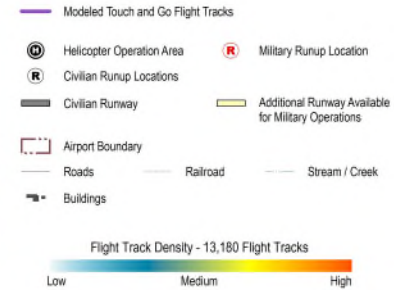 Modeled Touch and Go Flight Tracks
H Helicopter Operation Area
R Military Runup Location
R Civilian Runup Locations
Civilian Runway
Additional Runway Available
for Military Operations
Airport Boundary
Roads
Railroad
Stream / Creek
Buildings
Flight Track Density - 13,180 Flight Tracks
Low
Medium
High